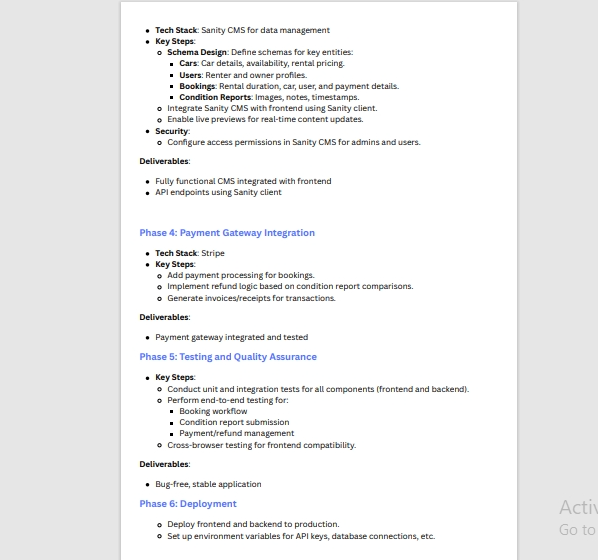 Tech Stack: Sanity CMS for data management
Key Steps:
Schema Design: Define schemas for key entities:
Cars: Car details, availability, rental pricing.
Users: Renter and owner profiles.
Bookings: Rental duration, car, user, and payment details.
Condition Reports: Images, notes, timestamps.
Integrate Sanity CMS with frontend using Sanity client.
Enable live previews for real-time content updates.
Security:
Configure access permissions in Sanity CMS for admins and users.
Deliverables:
Fully functional CMS integrated with frontend
API endpoints using Sanity client
Phase 4: Payment Gateway Integration
Tech Stack: Stripe
Key Steps:
Add payment processing for bookings.
Implement refund logic based on condition report comparisons.
Generate invoices/receipts for transactions.
Deliverables:
Payment gateway integrated and tested
Phase 5: Testing and Quality Assurance
Key Steps:
Conduct unit and integration tests for all components (frontend and backend).
Perform end-to-end testing for:
Booking workflow
Condition report submission
Payment/refund management
Cross-browser testing for frontend compatibility.
Deliverables:
Bug-free, stable application
Phase 6: Deployment
Deploy frontend and backend to production.
Set up environment variables for API keys, database connections, etc.
Activ
Go to